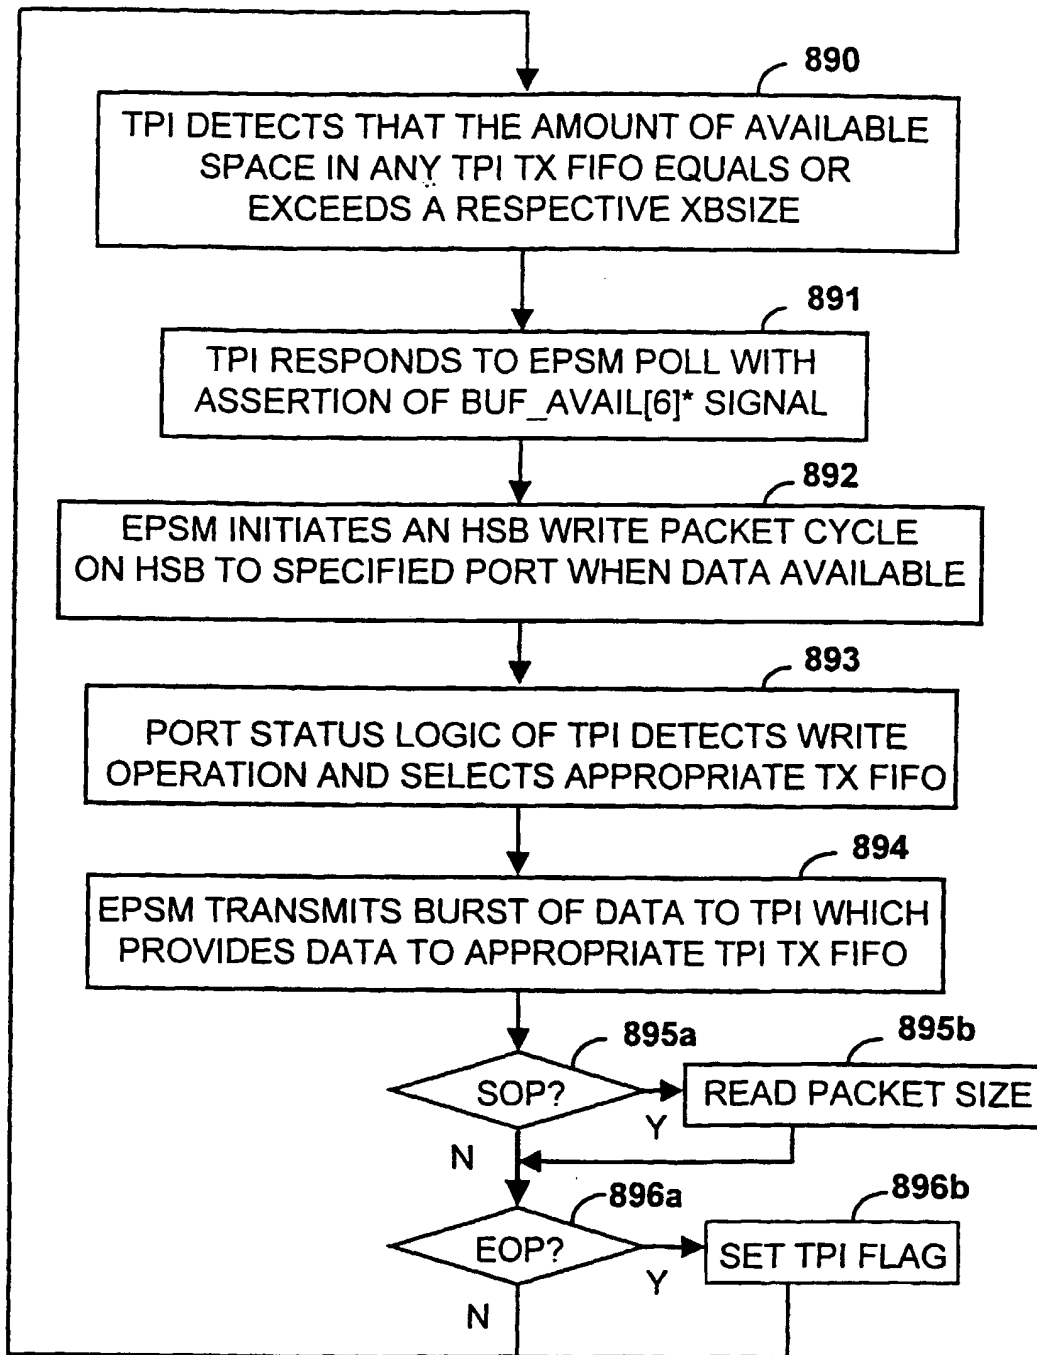 890
TPI DETECTS THAT THE AMOUNT OF AVAILABLE
SPACE IN ANY TPI TX FIFO EQUALS OR
EXCEEDS A RESPECTIVE XBSIZE
891
TPI RESPONDS TO EPSM POLL WITH
ASSERTION OF BUF_AVAIL[6]* SIGNAL
892
EPSM INITIATES AN HSB WRITE PACKET CYCLE
ON HSB TO SPECIFIED PORT WHEN DATA AVAILABLE
893
PORT STATUS LOGIC OF TPI DETECTS WRITE
OPERATION AND SELECTS APPROPRIATE TX FIFO
894
EPSM TRANSMITS BURST OF DATA TO TPI WHICH
PROVIDES DATA TO APPROPRIATE TPI TX FIFO
895a
895b
SOP?
READ PACKET SIZE
Y
N
896a
896b
EOP?
SET TPI FLAG
Y
N